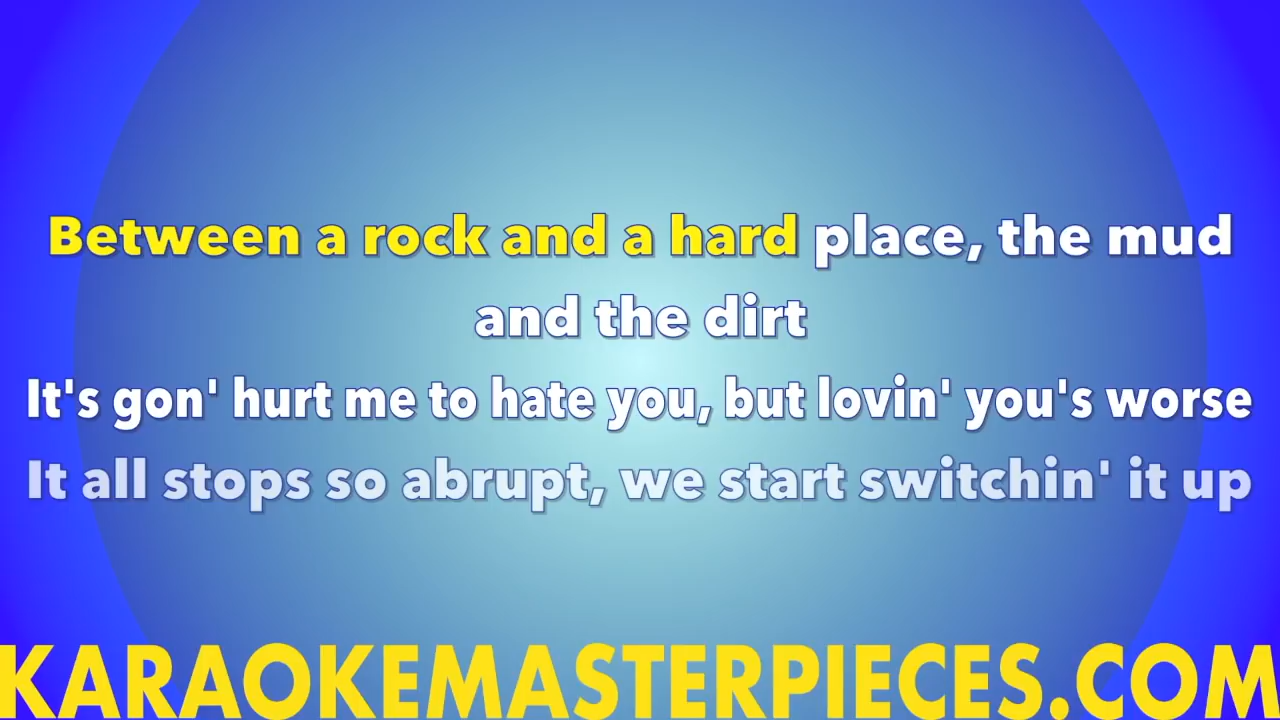 Between a rock and a hard place, the mud
and the dirt
It's gon' hurt me to hate you, but lovin' you's worse
It all stops so abrupt, we start switchin' it up
KARAOKEMASTERPIECES.COM